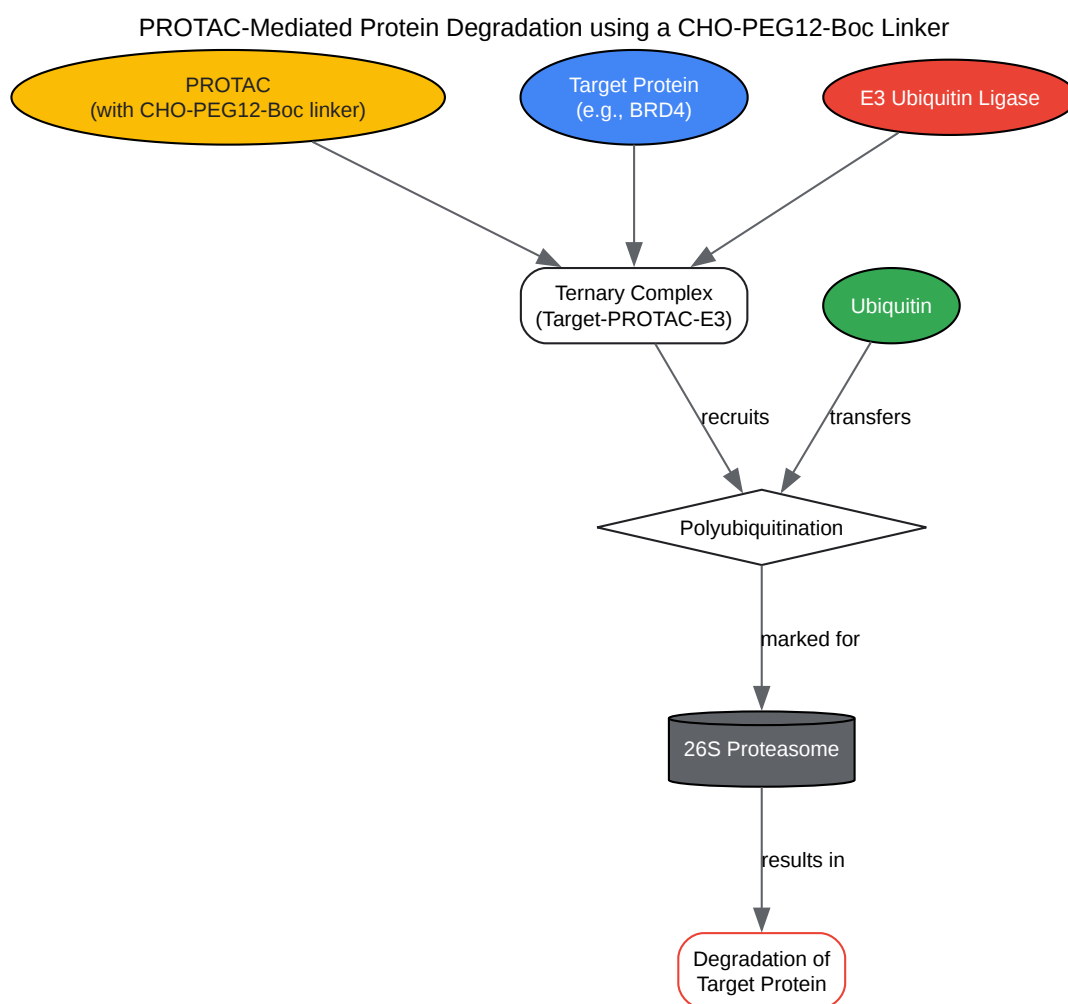 PROTAC-Mediated Protein Degradation using a CHO-PEG12-Boc Linker
PROTAC
(with CHO-PEG12-Boc linker)
Target Protein
(e.g., BRD4)
E3 Ubiquitin Ligase
Ternary Complex
(Target-PROTAC-E3)
Ubiquitin
recruits
transfers
Polyubiquitination
marked for
26S Proteasome
results in
Degradation of
Target Protein